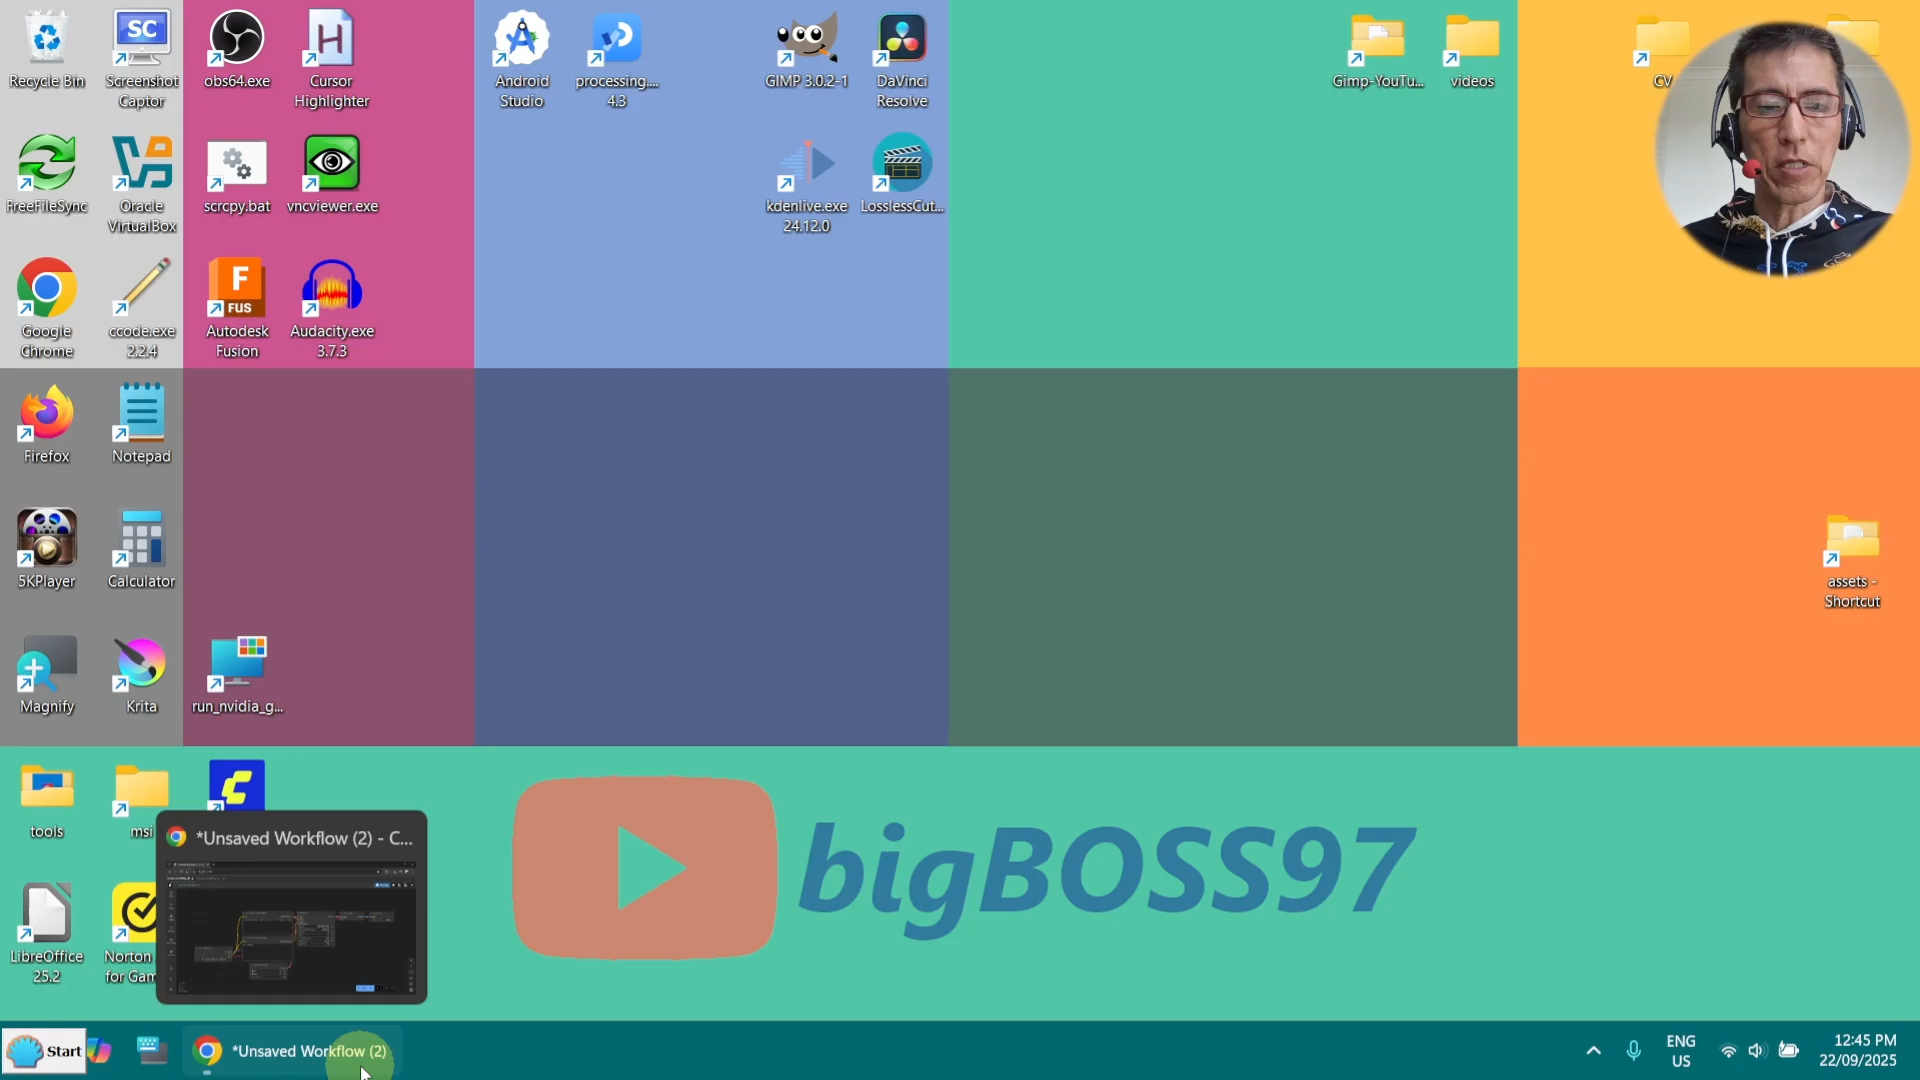 Recycle Bin
Screenshot
Captor
SC
obs64.exe
Cursor
Highlighter
H
Android
Studio
processing....
4.3
GIMP 3.0.2-1
DaVinci
Resolve
Gimp-YouTu...
videos
CV
FreeFileSync
Oracle
VirtualBox
scrcpy.bat
vncviewer.exe
kdenlive.exe
24.12.0
LosslessCut...
Google
Chrome
ccode.exe
2.2.4
F
FUS
Autodesk
Fusion
Audacity.exe
3.7.3
Firefox
Notepad
5KPlayer
Calculator
assets -
Shortcut
Magnify
Krita
run_nvidia_g...
tools
msi
*Unsaved Workflow (2) - C...
bigBOSS97
LibreOffice
25.2
Norton
for Gam
Start
*Unsaved Workflow (2)
ENG
US
12:45 PM
22/09/2025